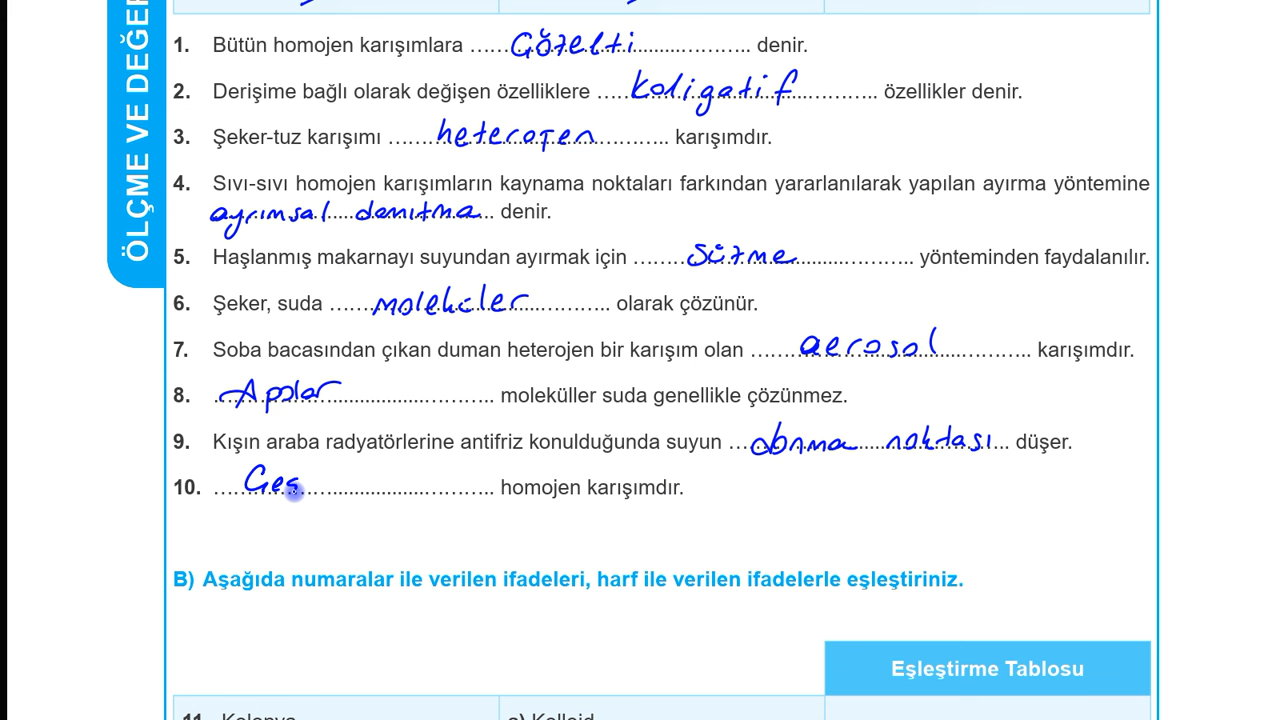 ÖLÇME VE DEĞER
1. Bütün homojen karışımlara ........ Çözelti ........ denir.
2. Derişime bağlı olarak değişen özelliklere ........ koligatif ........ özellikler denir.
3. Şeker-tuz karışımı ........ heterojen ........ karışımdır.
4. Sıvı-sıvı homojen karışımların kaynama noktaları farkından yararlanılarak yapılan ayırma yöntemine
ayrımsal damıtma ... denir.
5. Haşlanmış makarnayı suyundan ayırmak için ........ süzme ........ yönteminden faydalanılır.
6. Şeker, suda ........ moleküler ........ olarak çözünür.
7. Soba bacasından çıkan duman heterojen bir karışım olan ........ aerosol ........ karışımdır.
8. Apolar ........ moleküller suda genellikle çözünmez.
9. Kışın araba radyatörlerine antifriz konulduğunda suyun ... donma noktası ... düşer.
10. ........ homojen karışımdır.
B) Aşağıda numaralar ile verilen ifadeleri, harf ile verilen ifadelerle eşleştiriniz.
Eşleştirme Tablosu
11. Kolonya a) Kolloid